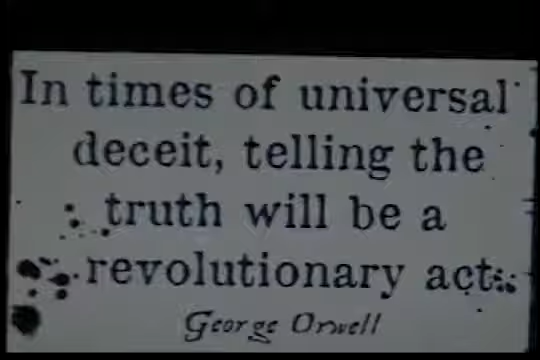 In times of universal
deceit, telling the
truth will be a
revolutionary act.
George Orwell